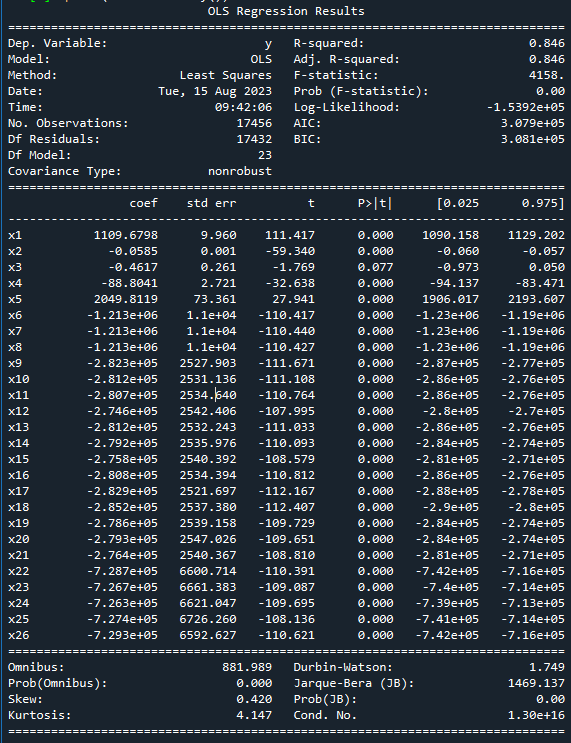 OLS Regression Results
==============================================================================
Dep. Variable: y R-squared: 0.846
Model: OLS Adj. R-squared: 0.846
Method: Least Squares F-statistic: 4158.
Date: Tue, 15 Aug 2023 Prob (F-statistic): 0.00
Time: 09:42:06 Log-Likelihood: -1.5392e+05
No. Observations: 17456 AIC: 3.079e+05
Df Residuals: 17432 BIC: 3.081e+05
Df Model: 23
Covariance Type: nonrobust
==============================================================================
coef std err t P>|t| [0.025 0.975]
------------------------------------------------------------------------------
x1 1109.6798 9.960 111.417 0.000 1090.158 1129.202
x2 -0.0585 0.001 -59.340 0.000 -0.060 -0.057
x3 -0.4617 0.261 -1.769 0.077 -0.973 0.050
x4 -88.8041 2.721 -32.638 0.000 -94.137 -83.471
x5 2049.8119 73.361 27.941 0.000 1906.017 2193.607
x6 -1.213e+06 1.1e+04 -110.417 0.000 -1.23e+06 -1.19e+06
x7 -1.213e+06 1.1e+04 -110.440 0.000 -1.23e+06 -1.19e+06
x8 -1.213e+06 1.1e+04 -110.427 0.000 -1.23e+06 -1.19e+06
x9 -2.823e+05 2527.903 -111.671 0.000 -2.87e+05 -2.77e+05
x10 -2.812e+05 2531.136 -111.108 0.000 -2.86e+05 -2.76e+05
x11 -2.807e+05 2534.640 -110.764 0.000 -2.86e+05 -2.76e+05
x12 -2.746e+05 2542.406 -107.995 0.000 -2.8e+05 -2.7e+05
x13 -2.812e+05 2532.243 -111.033 0.000 -2.86e+05 -2.76e+05
x14 -2.792e+05 2535.976 -110.093 0.000 -2.84e+05 -2.74e+05
x15 -2.758e+05 2540.392 -108.579 0.000 -2.81e+05 -2.71e+05
x16 -2.808e+05 2534.394 -110.812 0.000 -2.86e+05 -2.76e+05
x17 -2.829e+05 2521.697 -112.167 0.000 -2.88e+05 -2.78e+05
x18 -2.852e+05 2537.380 -112.407 0.000 -2.9e+05 -2.8e+05
x19 -2.786e+05 2539.158 -109.729 0.000 -2.84e+05 -2.74e+05
x20 -2.793e+05 2547.026 -109.651 0.000 -2.84e+05 -2.74e+05
x21 -2.764e+05 2540.367 -108.810 0.000 -2.81e+05 -2.71e+05
x22 -7.287e+05 6600.714 -110.391 0.000 -7.42e+05 -7.16e+05
x23 -7.267e+05 6661.383 -109.087 0.000 -7.4e+05 -7.14e+05
x24 -7.263e+05 6621.047 -109.695 0.000 -7.39e+05 -7.13e+05
x25 -7.274e+05 6726.260 -108.136 0.000 -7.41e+05 -7.14e+05
x26 -7.293e+05 6592.627 -110.621 0.000 -7.42e+05 -7.16e+05
==============================================================================
Omnibus: 881.989 Durbin-Watson: 1.749
Prob(Omnibus): 0.000 Jarque-Bera (JB): 1469.137
Skew: 0.420 Prob(JB): 0.00
Kurtosis: 4.147 Cond. No. 1.30e+16
==============================================================================